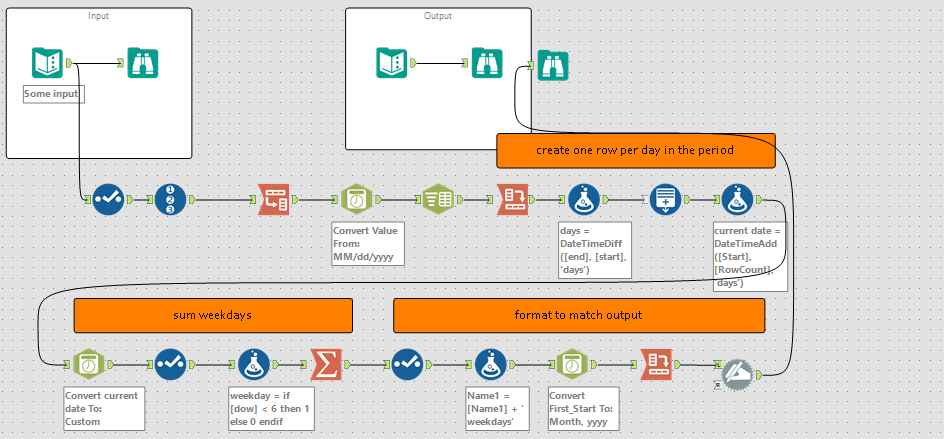 Input
Output
Some input
create one row per day in the period
1
2
3
Convert Value
From:
MM/dd/yyyy
days =
DateTimeDiff
([end], [start],
'days')
current date =
DateTimeAdd
([Start],
[RowCount],
'days')
sum weekdays
format to match output
Convert current
date To:
Custom
weekday = if
[dow] < 6 then 1
else 0 endif
Name1 =
[Name1] + '
weekdays'
Convert
First_Start To:
Month, yyyy